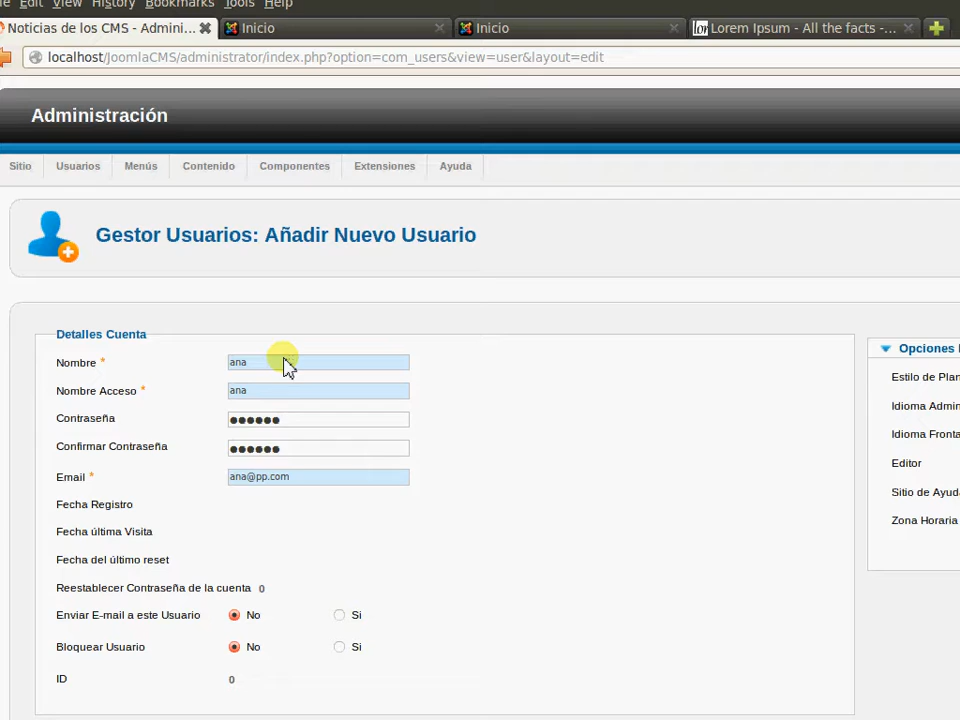 Edit View History Bookmarks Tools Help
Noticias de los CMS - Admini... Inicio Inicio lor Lorem Ipsum - All the facts -...
localhost/JoomlaCMS/administrator/index.php?option=com_users&view=user&layout=edit
Administración
Sitio Usuarios Menús Contenido Componentes Extensiones Ayuda
Gestor Usuarios: Añadir Nuevo Usuario
Detalles Cuenta
Nombre * ana
Nombre Acceso * ana
Contraseña ●●●●●●
Confirmar Contraseña ●●●●●●
Email * ana@pp.com
Fecha Registro
Fecha última Visita
Fecha del último reset
Reestablecer Contraseña de la cuenta 0
Enviar E-mail a este Usuario No Si
Bloquear Usuario No Si
ID 0
Opciones
Estilo de Plan
Idioma Admin
Idioma Fronta
Editor
Sitio de Ayuda
Zona Horaria